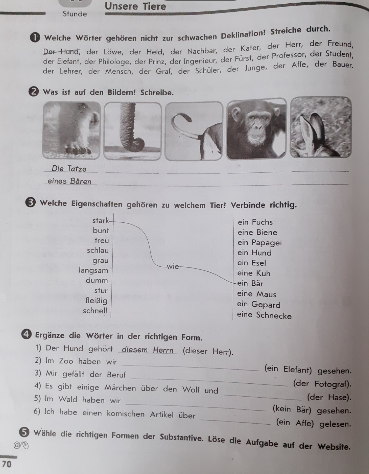 Stunde
Unsere Tiere
1 Welche Wörter gehören nicht zur schwachen Deklination? Streiche durch.
Der Hund, der Löwe, der Held, der Nachbar, der Kater, der Herr, der Freund,
der Elefant, der Philologe, der Prinz, der Ingenieur, der Fürst, der Professor, der Student,
der Lehrer, der Mensch, der Graf, der Schüler, der Junge, der Affe, der Bauer.
2 Was ist auf den Bildern? Schreibe.
Die Tatze
eines Bären
3 Welche Eigenschaften gehören zu welchem Tier? Verbinde richtig.
stark
bunt
treu
schlau
grau
langsam
dumm
stur
fleißig
schnell
wie
ein Fuchs
eine Biene
ein Papagei
ein Hund
ein Esel
eine Kuh
ein Bär
eine Maus
ein Gepard
eine Schnecke
4 Ergänze die Wörter in der richtigen Form.
1) Der Hund gehört diesem Herrn (dieser Herr).
2) Im Zoo haben wir (ein Elefant) gesehen.
3) Mir gefällt der Beruf (der Fotograf).
4) Es gibt einige Märchen über den Wolf und (der Hase).
5) Im Wald haben wir (kein Bär) gesehen.
6) Ich habe einen komischen Artikel über (ein Affe) gelesen.
5 Wähle die richtigen Formen der Substantive. Löse die Aufgabe auf der Website.
70